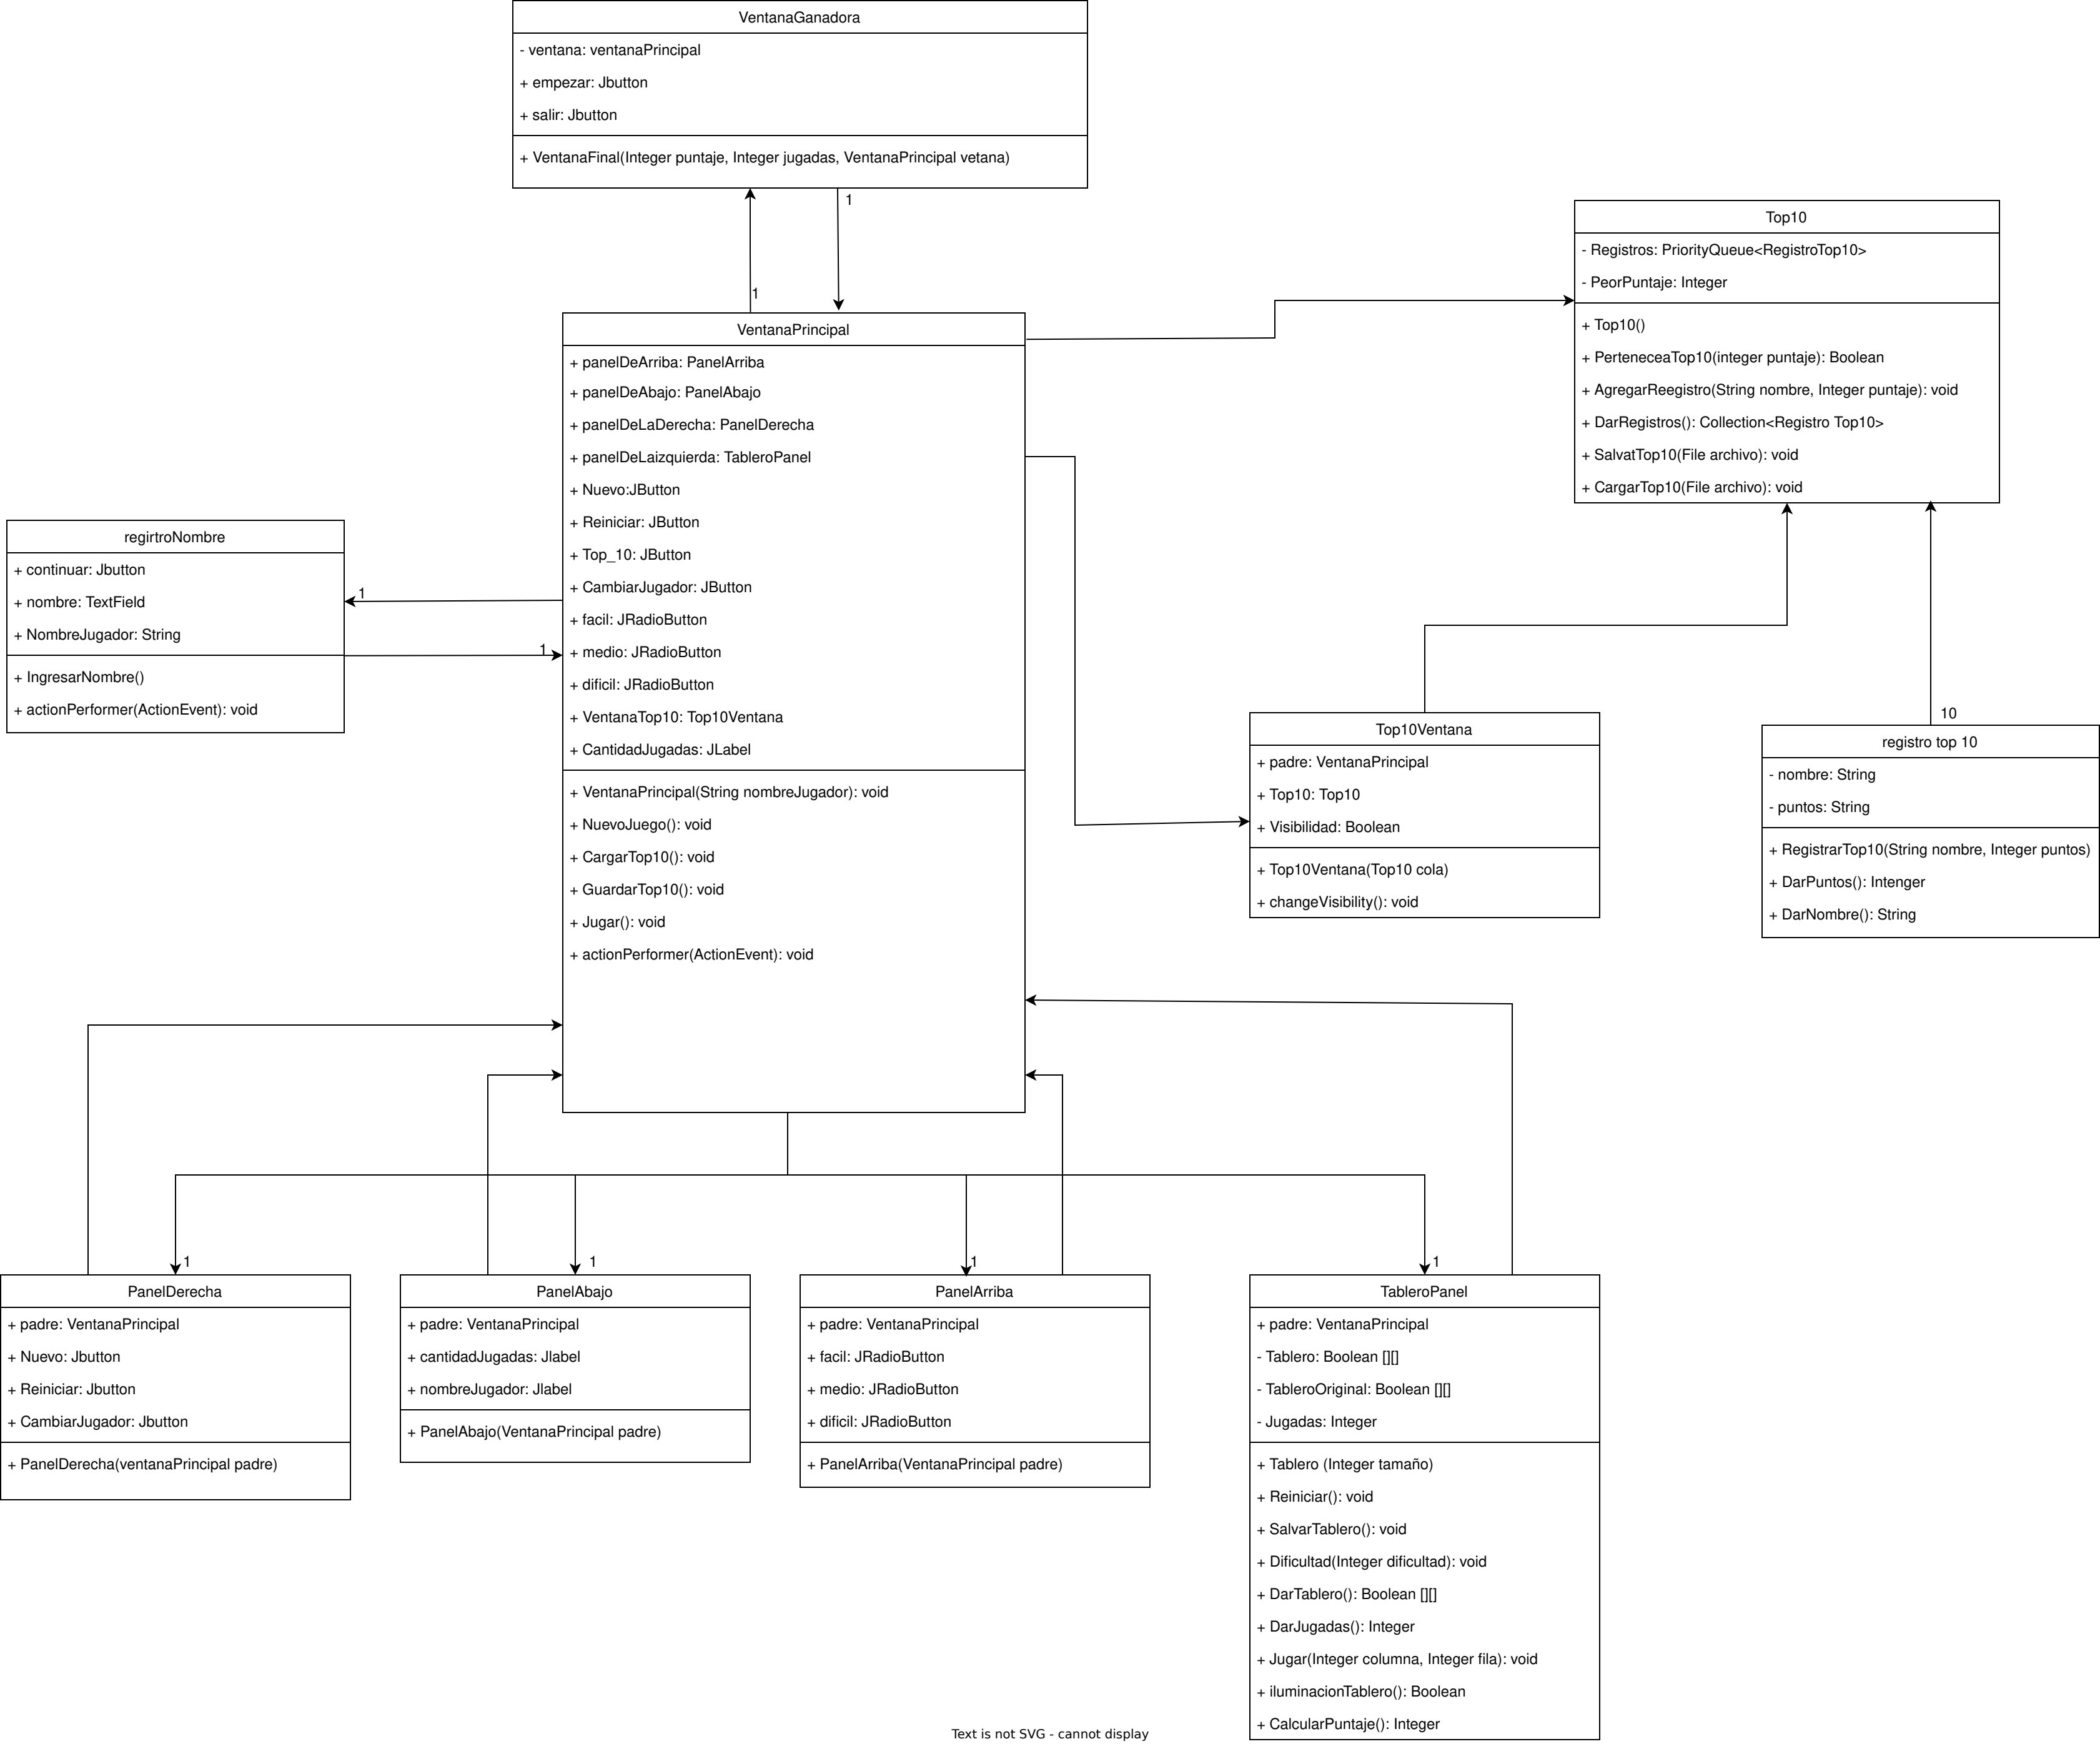 VentanaGanadora
- ventana: ventanaPrincipal
+ empezar: Jbutton
+ salir: Jbutton
+ VentanaFinal(Integer puntaje, Integer jugadas, VentanaPrincipal vetana)
1
1
VentanaPrincipal
+ panelDeArriba: PanelArriba
+ panelDeAbajo: PanelAbajo
+ panelDeLaDerecha: PanelDerecha
+ panelDeLaizquierda: TableroPanel
+ Nuevo:JButton
+ Reiniciar: JButton
+ Top_10: JButton
+ CambiarJugador: JButton
+ facil: JRadioButton
+ medio: JRadioButton
+ dificil: JRadioButton
+ VentanaTop10: Top10Ventana
+ CantidadJugadas: JLabel
+ VentanaPrincipal(String nombreJugador): void
+ NuevoJuego(): void
+ CargarTop10(): void
+ GuardarTop10(): void
+ Jugar(): void
+ actionPerformer(ActionEvent): void
Top10
- Registros: PriorityQueue<RegistroTop10>
- PeorPuntaje: Integer
+ Top10()
+ PerteneceaTop10(integer puntaje): Boolean
+ AgregarReegistro(String nombre, Integer puntaje): void
+ DarRegistros(): Collection<Registro Top10>
+ SalvatTop10(File archivo): void
+ CargarTop10(File archivo): void
regirtroNombre
+ continuar: Jbutton
+ nombre: TextField
+ NombreJugador: String
+ IngresarNombre()
+ actionPerformer(ActionEvent): void
1
1
Top10Ventana
+ padre: VentanaPrincipal
+ Top10: Top10
+ Visibilidad: Boolean
+ Top10Ventana(Top10 cola)
+ changeVisibility(): void
10
registro top 10
- nombre: String
- puntos: String
+ RegistrarTop10(String nombre, Integer puntos)
+ DarPuntos(): Intenger
+ DarNombre(): String
1
1
1
1
PanelDerecha
+ padre: VentanaPrincipal
+ Nuevo: Jbutton
+ Reiniciar: Jbutton
+ CambiarJugador: Jbutton
+ PanelDerecha(ventanaPrincipal padre)
PanelAbajo
+ padre: VentanaPrincipal
+ cantidadJugadas: Jlabel
+ nombreJugador: Jlabel
+ PanelAbajo(VentanaPrincipal padre)
PanelArriba
+ padre: VentanaPrincipal
+ facil: JRadioButton
+ medio: JRadioButton
+ dificil: JRadioButton
+ PanelArriba(VentanaPrincipal padre)
TableroPanel
+ padre: VentanaPrincipal
- Tablero: Boolean [][]
- TableroOriginal: Boolean [][]
- Jugadas: Integer
+ Tablero (Integer tamaño)
+ Reiniciar(): void
+ SalvarTablero(): void
+ Dificultad(Integer dificultad): void
+ DarTablero(): Boolean [][]
+ DarJugadas(): Integer
+ Jugar(Integer columna, Integer fila): void
+ iluminacionTablero(): Boolean
+ CalcularPuntaje(): Integer
Text is not SVG - cannot display